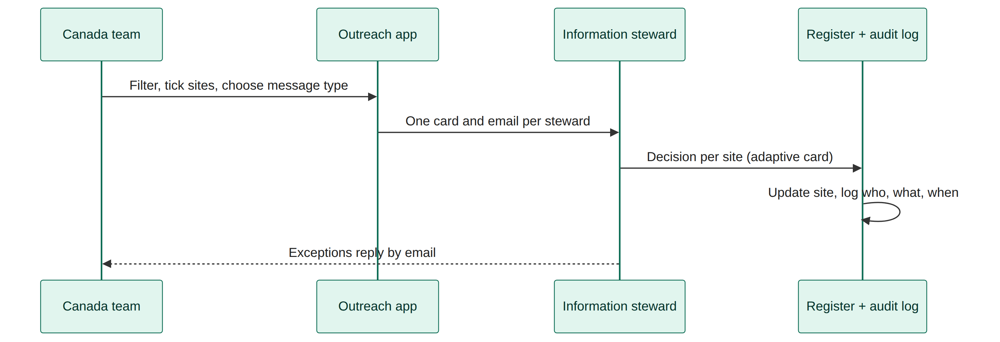 Canada team
Outreach app
Information steward
Register + audit log
Filter, tick sites, choose message type
One card and email per steward
Decision per site (adaptive card)
Update site, log who, what, when
Exceptions reply by email
Canada team
Outreach app
Information steward
Register + audit log